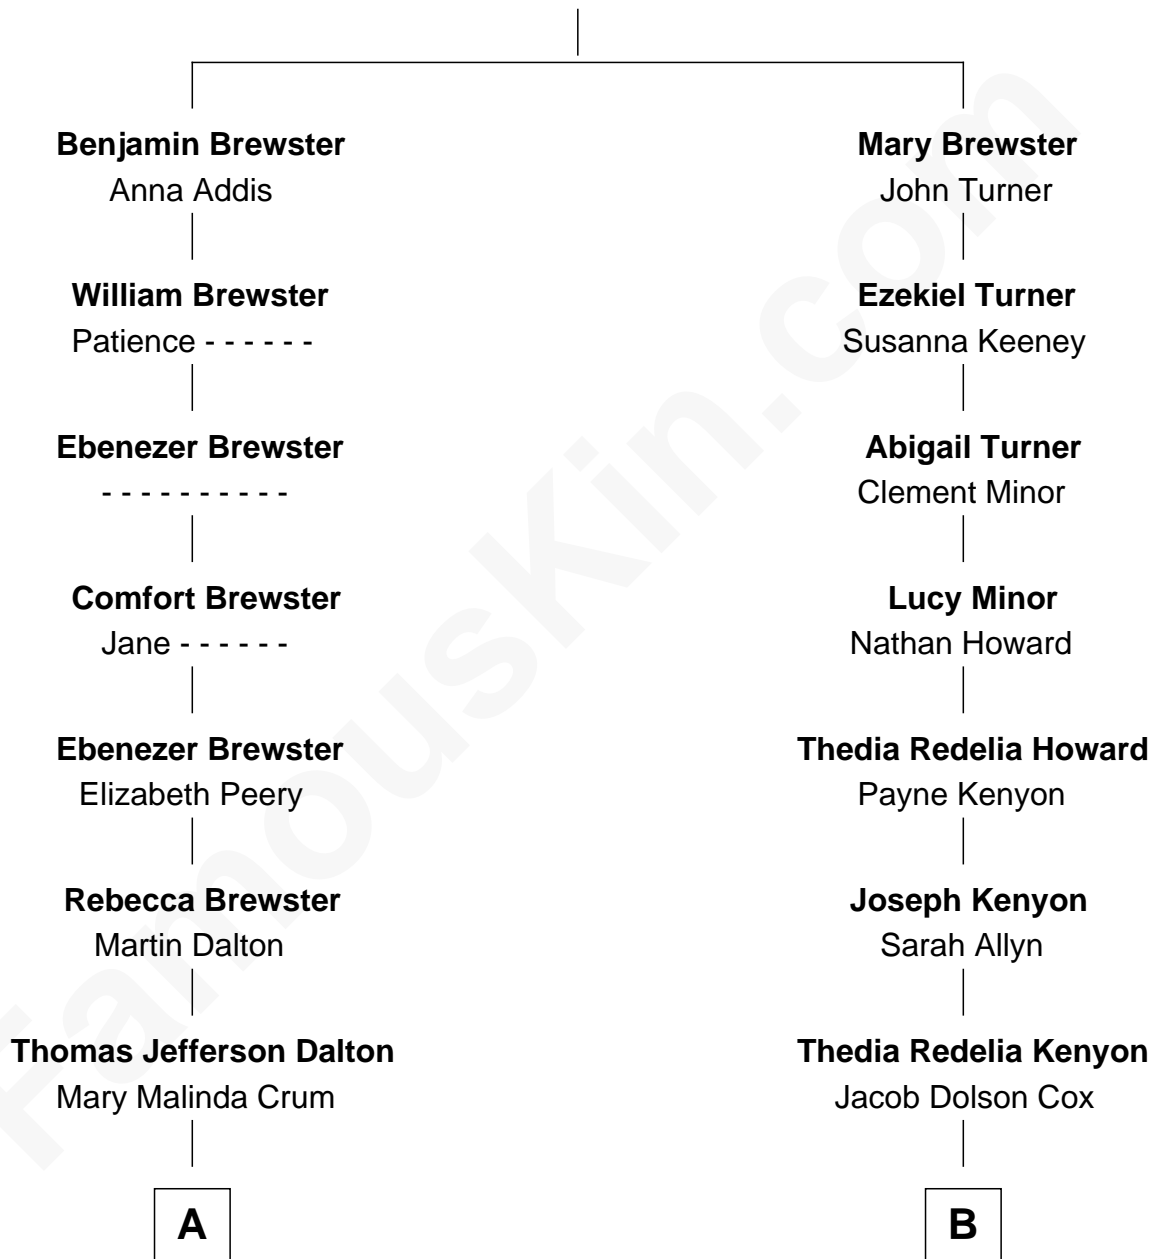 Benjamin Brewster
Anna Addis
Mary Brewster
John Turner
William Brewster
Patience - - - - - -
Ezekiel Turner
Susanna Keeney
Ebenezer Brewster
- - - - - - - - - -
Abigail Turner
Clement Minor
Comfort Brewster
Jane - - - - - -
Lucy Minor
Nathan Howard
Ebenezer Brewster
Elizabeth Peery
Thedia Redelia Howard
Payne Kenyon
Rebecca Brewster
Martin Dalton
Joseph Kenyon
Sarah Allyn
Thomas Jefferson Dalton
Mary Malinda Crum
Thedia Redelia Kenyon
Jacob Dolson Cox
A
B
FamousKin.com